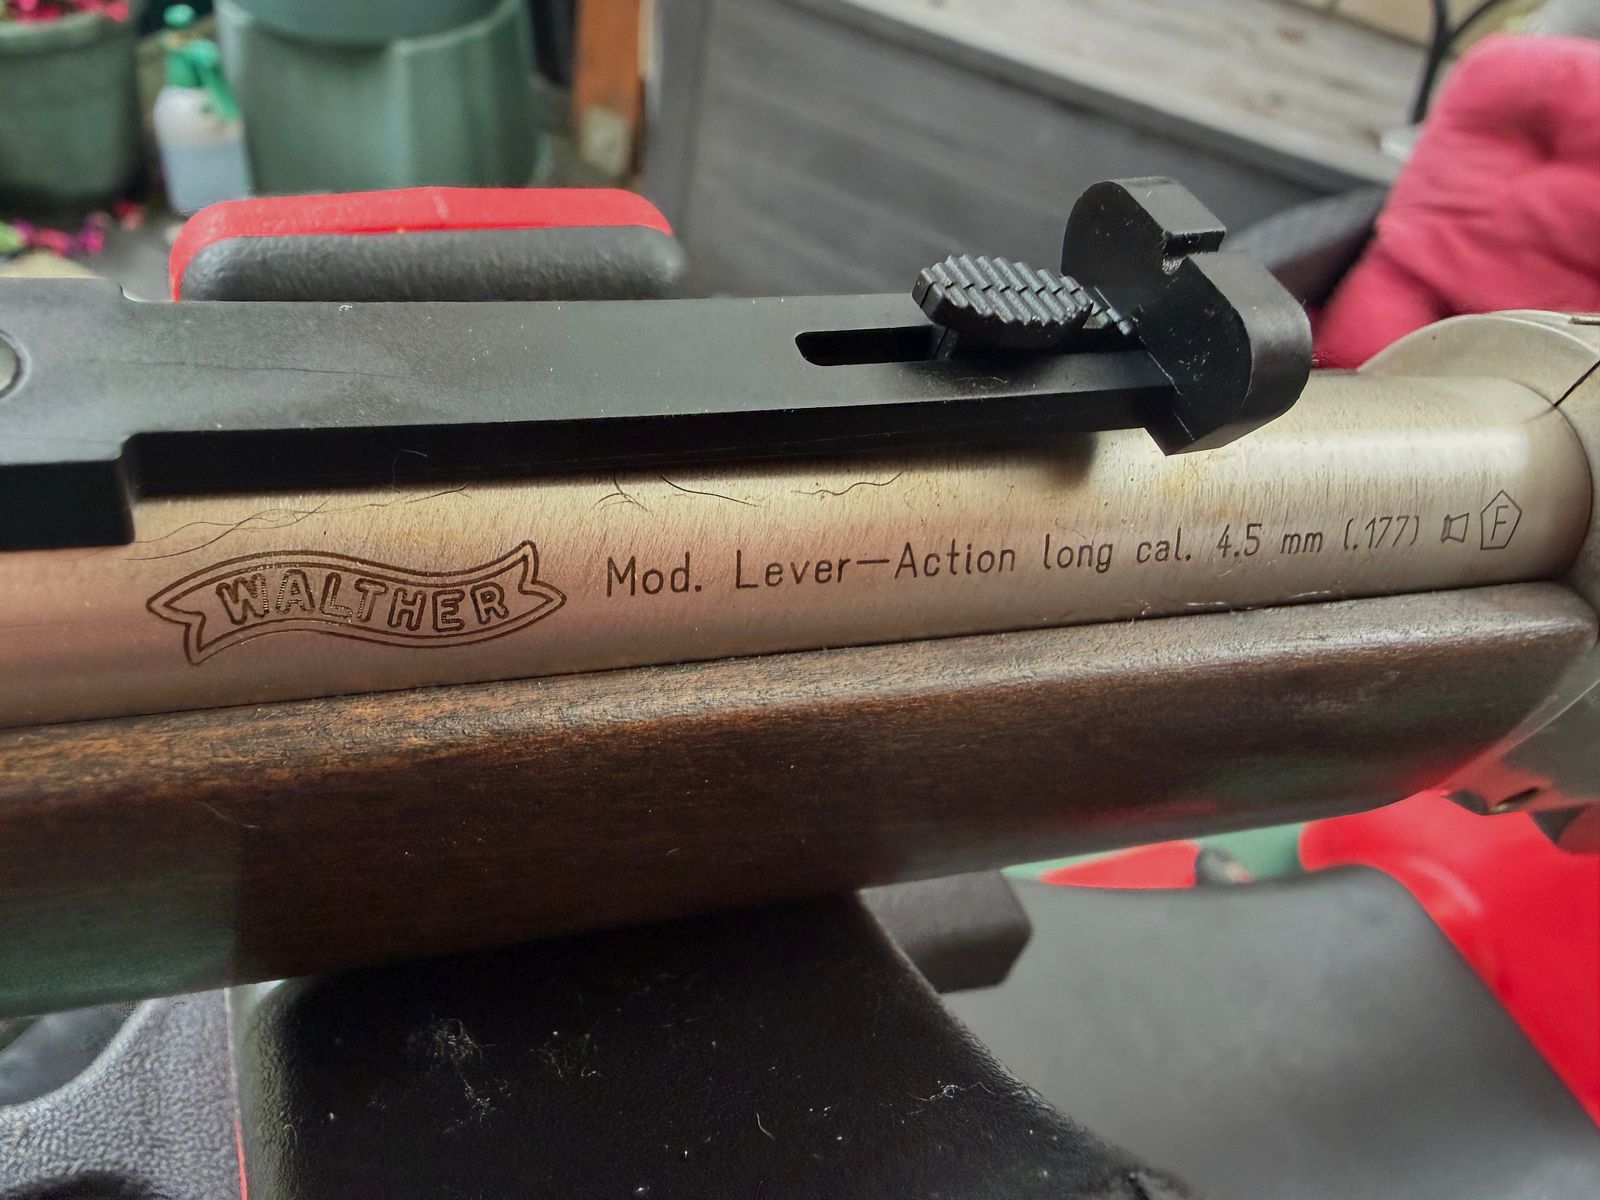 WALTHER Mod. Lever-Action long cal. 4.5 mm (.177) F